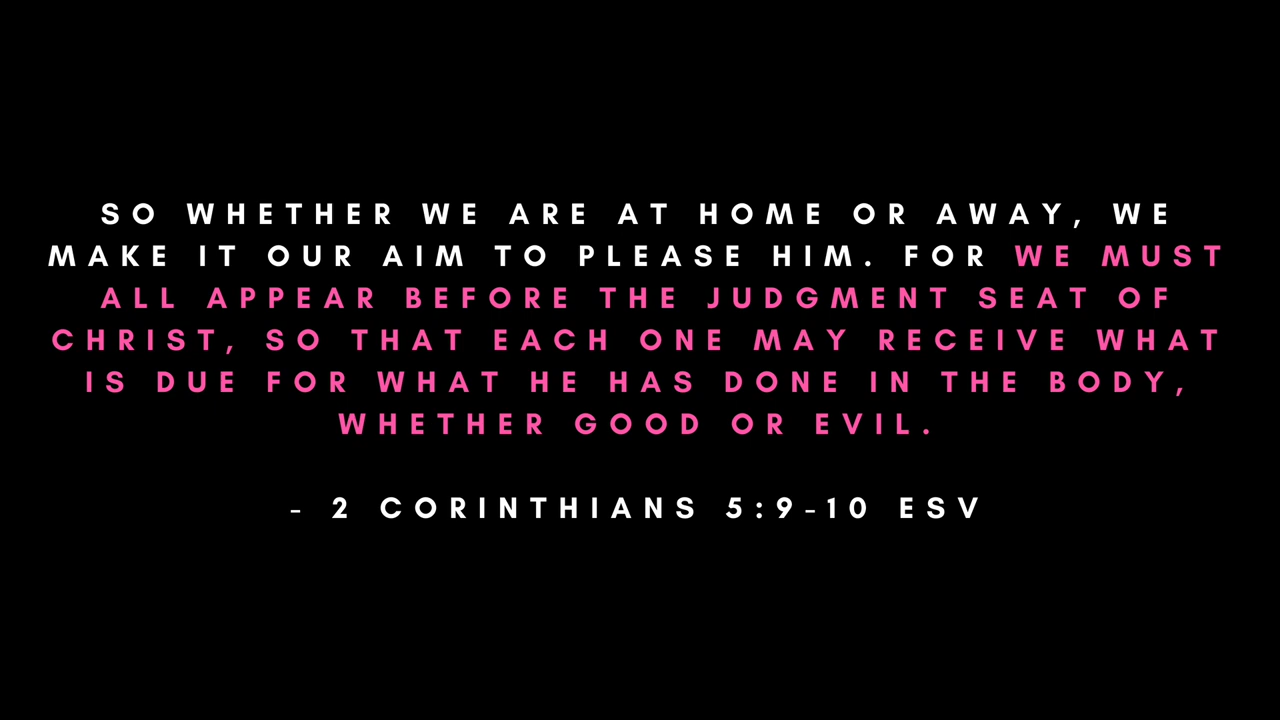 SO WHETHER WE ARE AT HOME OR AWAY, WE
MAKE IT OUR AIM TO PLEASE HIM. FOR WE MUST
ALL APPEAR BEFORE THE JUDGMENT SEAT OF
CHRIST, SO THAT EACH ONE MAY RECEIVE WHAT
IS DUE FOR WHAT HE HAS DONE IN THE BODY,
WHETHER GOOD OR EVIL.
- 2 CORINTHIANS 5:9-10 ESV